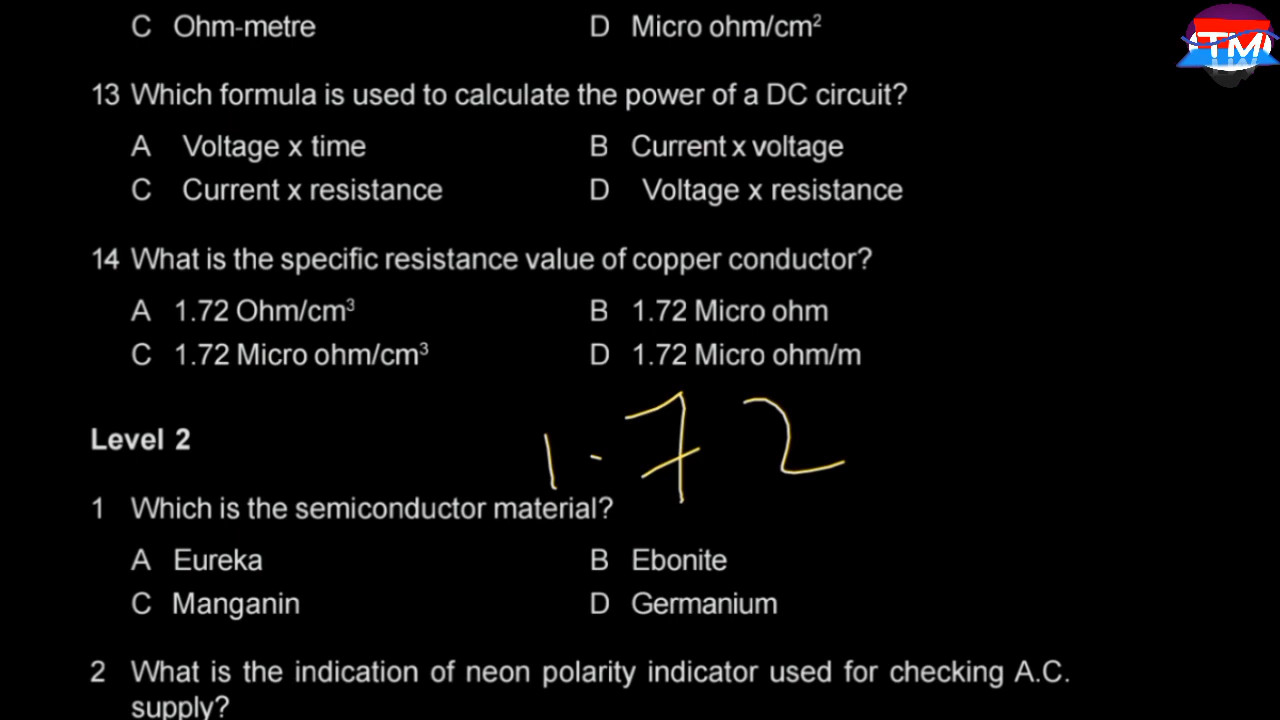 C Ohm-metre D Micro ohm/cm²
TM
13 Which formula is used to calculate the power of a DC circuit?
A Voltage x time B Current x voltage
C Current x resistance D Voltage x resistance
14 What is the specific resistance value of copper conductor?
A 1.72 Ohm/cm³ B 1.72 Micro ohm
C 1.72 Micro ohm/cm³ D 1.72 Micro ohm/m
1.72
Level 2
1 Which is the semiconductor material?
A Eureka B Ebonite
C Manganin D Germanium
2 What is the indication of neon polarity indicator used for checking A.C.
supply?